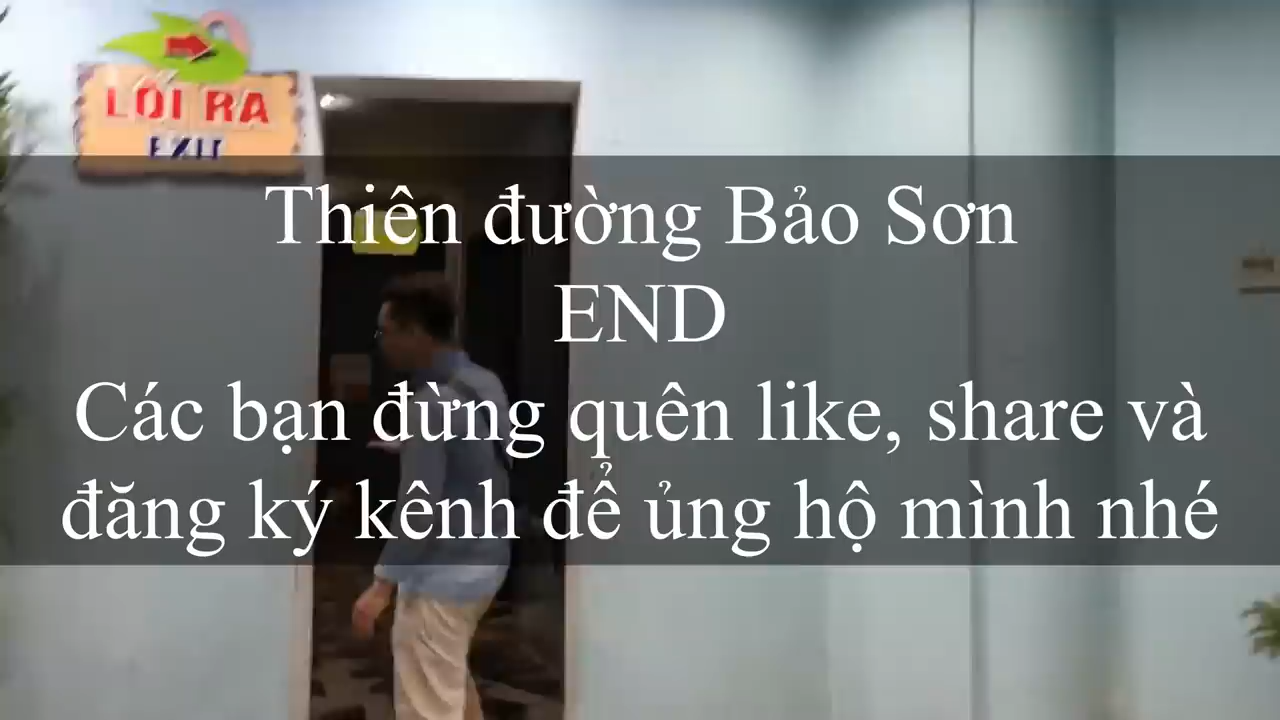 LỐI RA
EXIT
Thiên đường Bảo Sơn
END
Các bạn đừng quên like, share và
đăng ký kênh để ủng hộ mình nhé